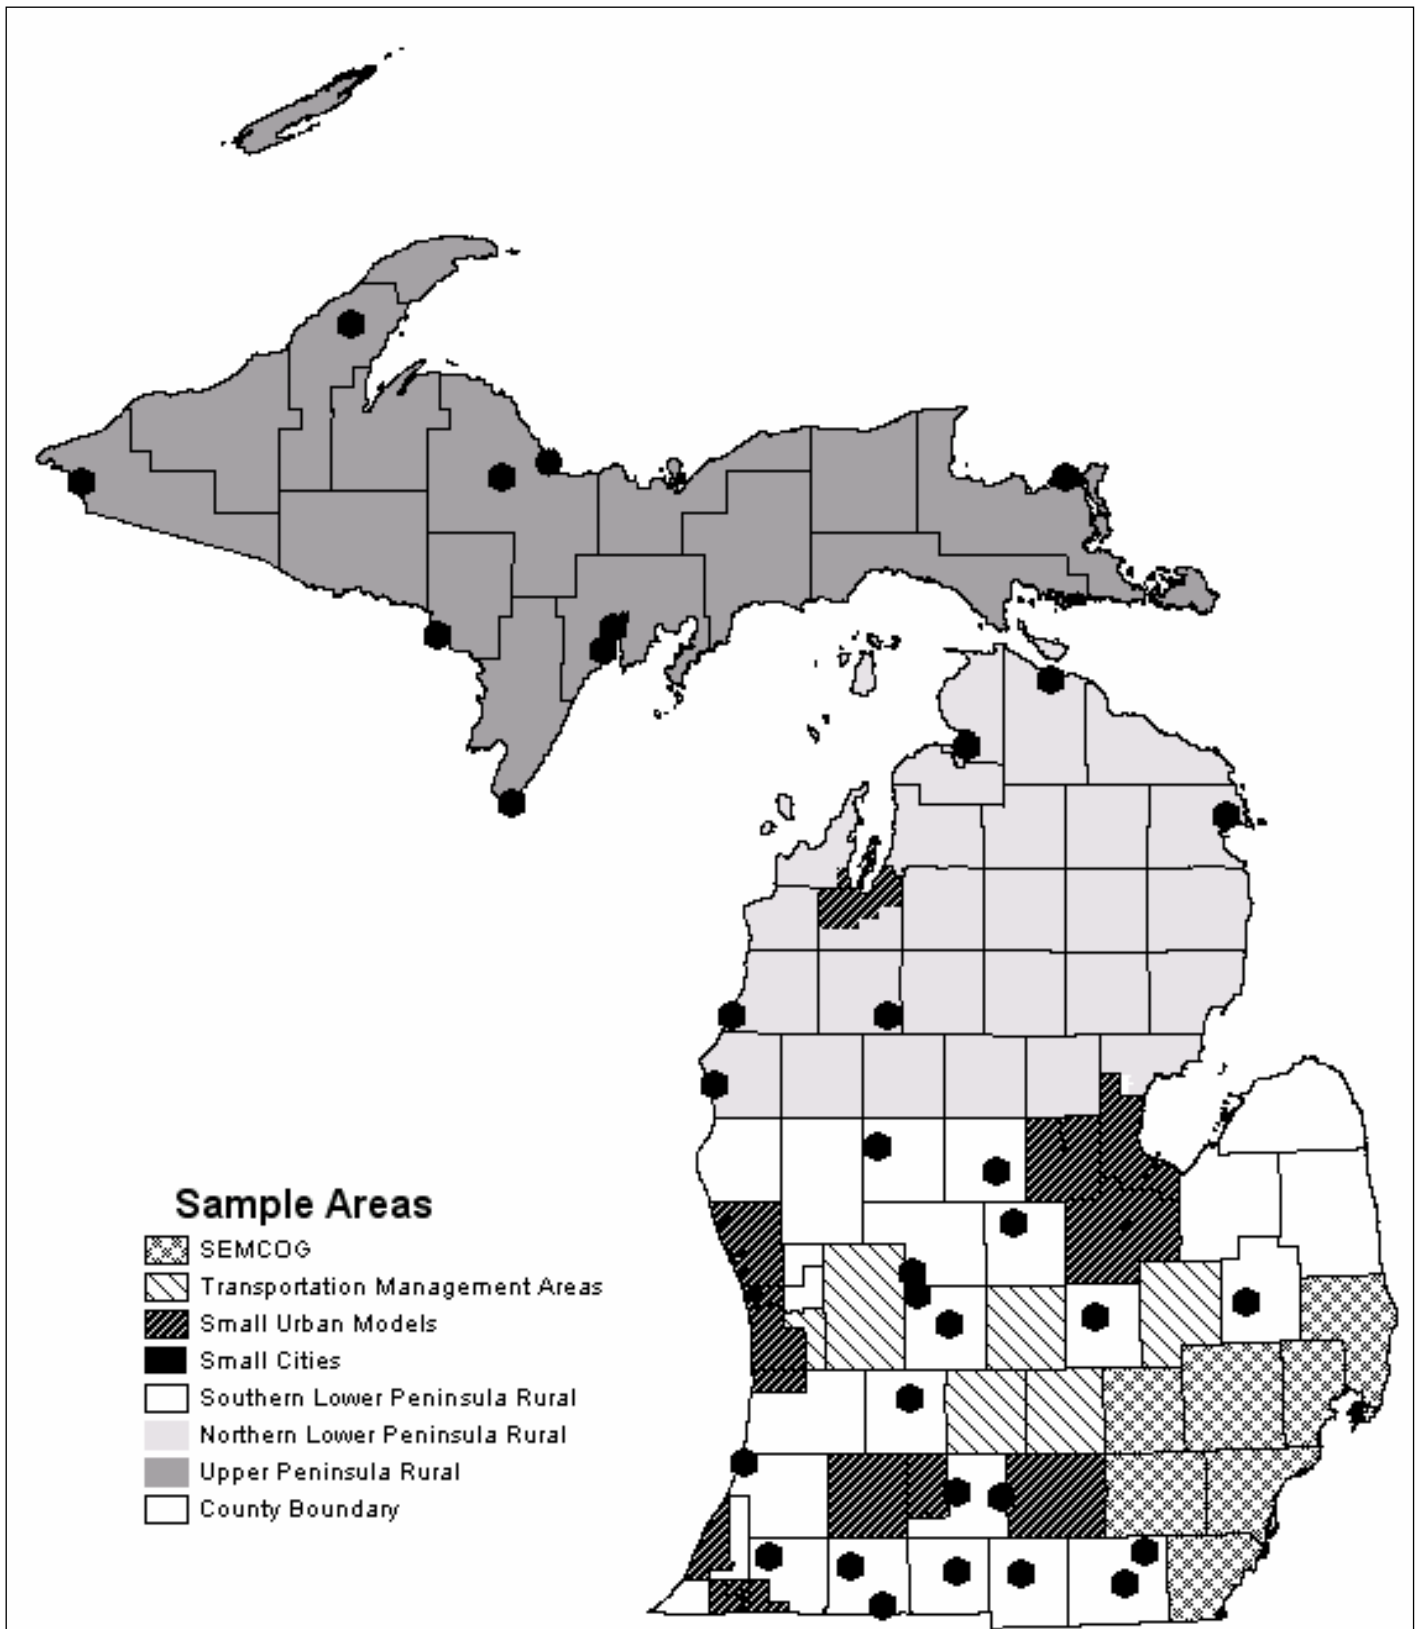 Sample Areas
SEMCOG
Transportation Management Areas
Small Urban Models
Small Cities
Southern Lower Peninsula Rural
Northern Lower Peninsula Rural
Upper Peninsula Rural
County Boundary